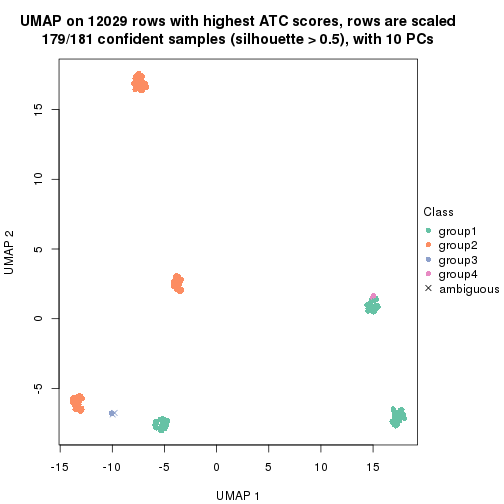 UMAP on 12029 rows with highest ATC scores, rows are scaled
179/181 confident samples (silhouette > 0.5), with 10 PCs
15
10
5
0
-5
UMAP 2
-15
-10
-5
0
5
10
15
UMAP 1
Class
group1
group2
group3
group4
ambiguous